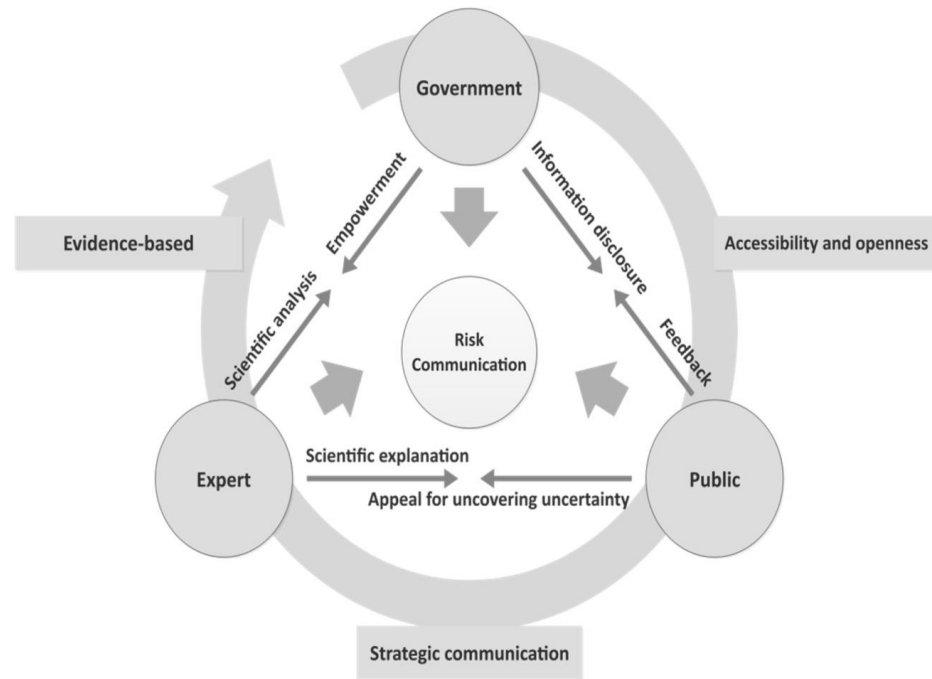 Government
Empowerment
Information disclosure
Evidence-based
Accessibility and openness
Scientific analysis
Feedback
Risk
Communication
Expert
Scientific explanation
Appeal for uncovering uncertainty
Public
Strategic communication